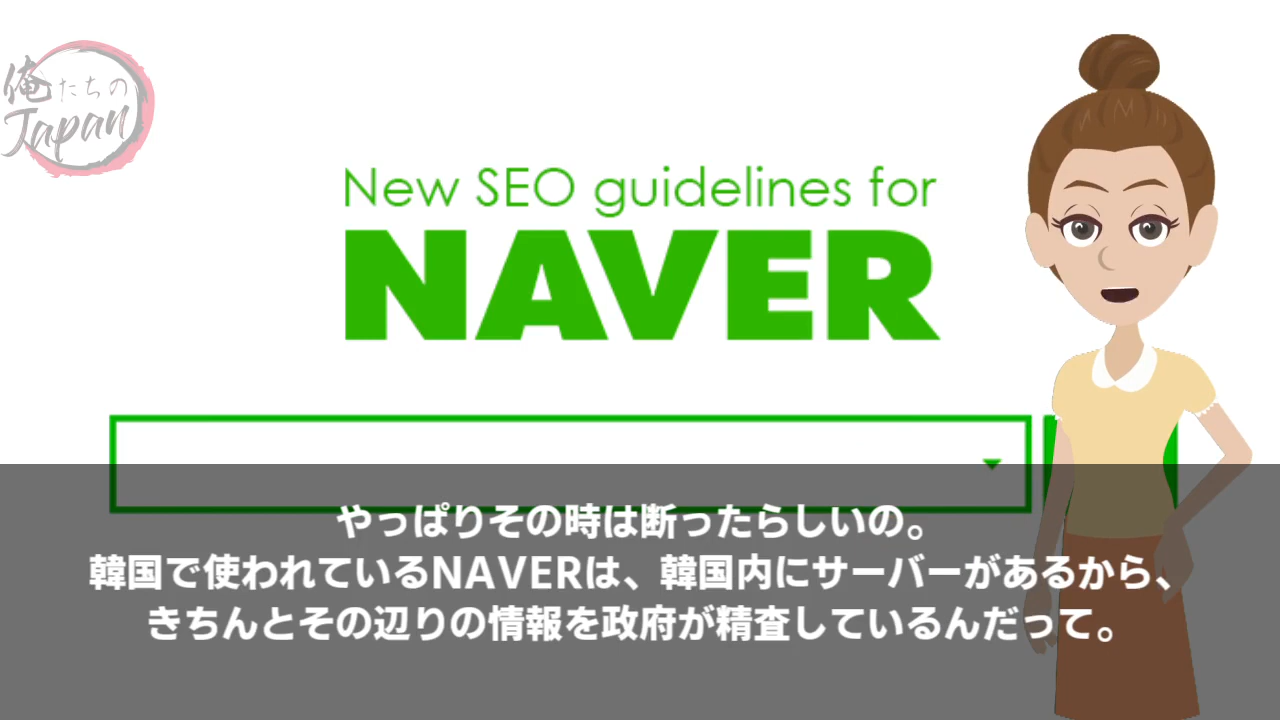 俺たちの
Japan
New SEO guidelines for
NAVER
やっぱりその時は断ったらしいの。
韓国で使われているNAVERは、韓国内にサーバーがあるから、
きちんとその辺りの情報を政府が精査しているんだって。